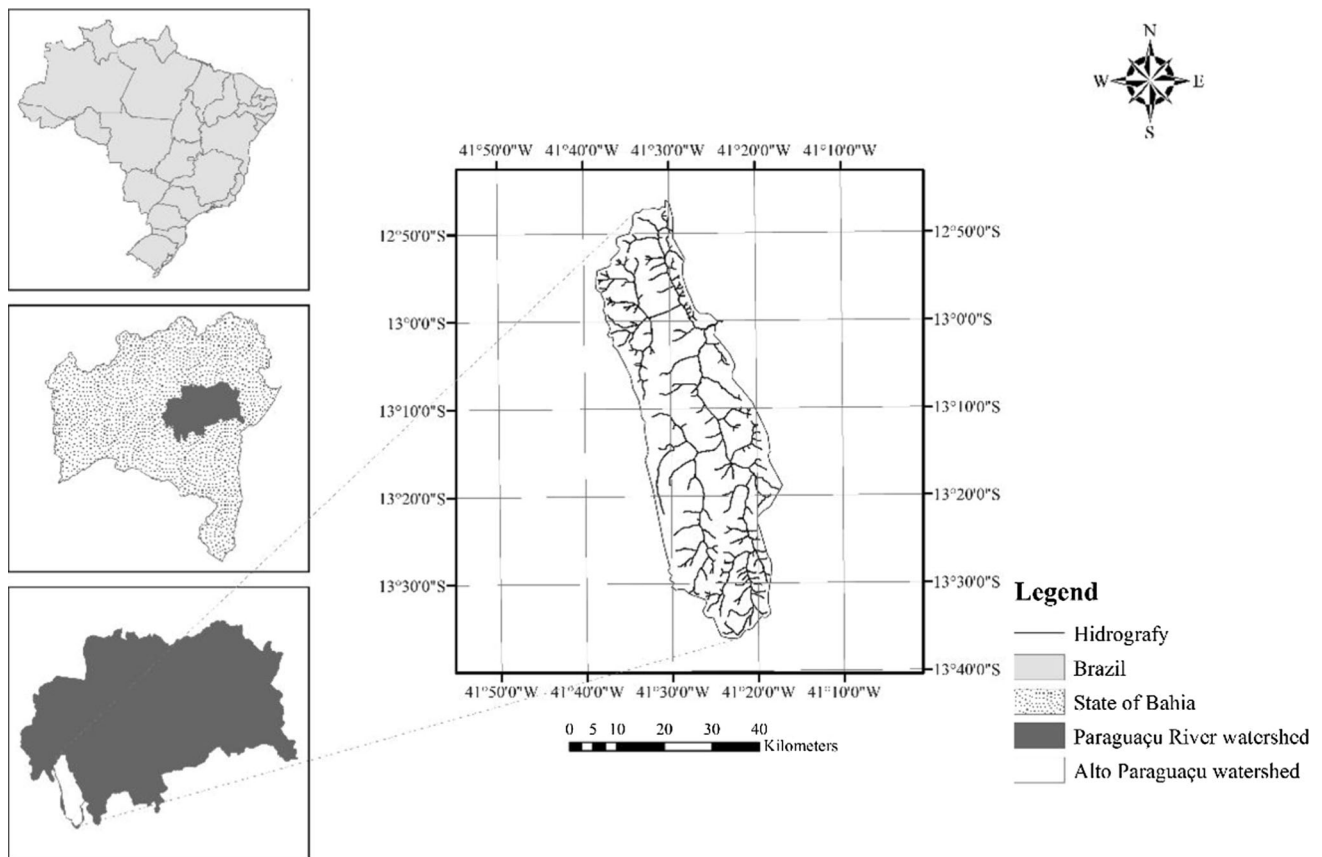 N
W E
S
41°50'0"W 41°40'0"W 41°30'0"W 41°20'0"W 41°10'0"W
12°50'0"S 12°50'0"S
13°0'0"S 13°0'0"S
13°10'0"S 13°10'0"S
13°20'0"S 13°20'0"S
13°30'0"S 13°30'0"S
13°40'0"S
41°50'0"W 41°40'0"W 41°30'0"W 41°20'0"W 41°10'0"W
0 5 10 20 30 40
Kilometers
Legend
Hidrografy
Brazil
State of Bahia
Paraguaçu River watershed
Alto Paraguaçu watershed